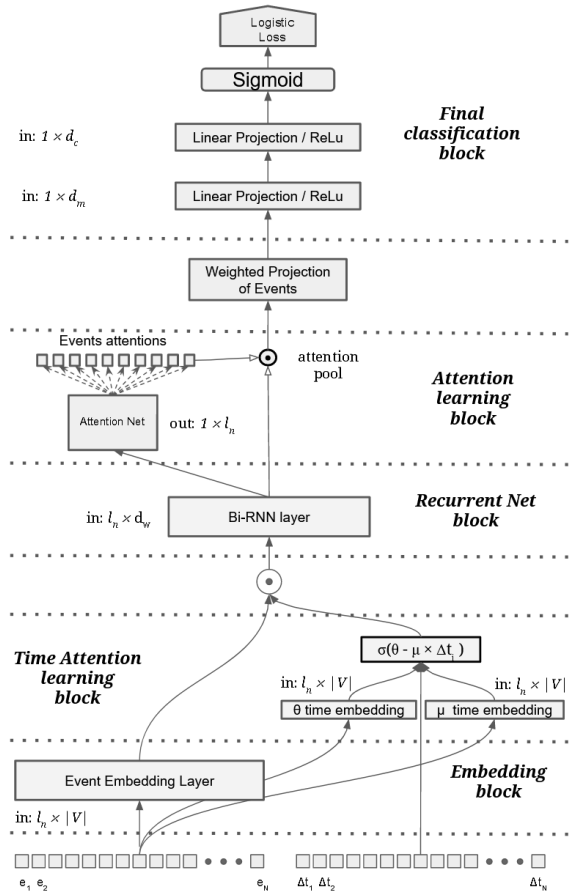 Logistic
Loss
Sigmoid
Final
classification
block
in: 1 × d_c
Linear Projection / ReLu
in: 1 × d_m
Linear Projection / ReLu
Weighted Projection
of Events
Events attentions
attention
pool
Attention
learning
block
Attention Net
out: 1 × l_n
Recurrent Net
block
in: l_n × d_w
Bi-RNN layer
Time Attention
learning
block
σ(θ - μ × Δt_i )
in: l_n × |V|
in: l_n × |V|
θ time embedding
μ time embedding
Event Embedding Layer
Embedding
block
in: l_n × |V|
e_1 e_2 e_N
Δt_1 Δt_2 Δt_N